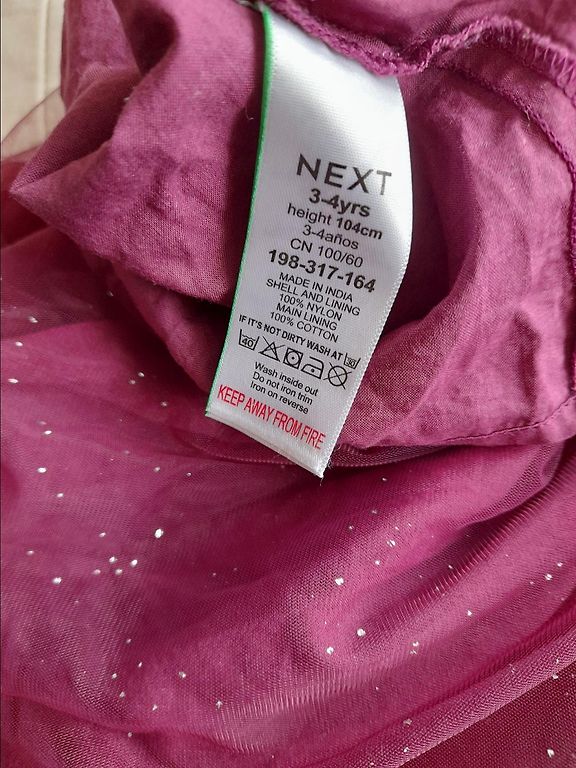 NEXT
3-4yrs
height 104cm
3-4años
CN 100/60
198-317-164
MADE IN INDIA
SHELL AND LINING
100% NYLON
MAIN LINING
100% COTTON
IF IT'S NOT DIRTY WASH AT 30
40
Wash inside out
Do not iron trim
Iron on reverse
KEEP AWAY FROM FIRE